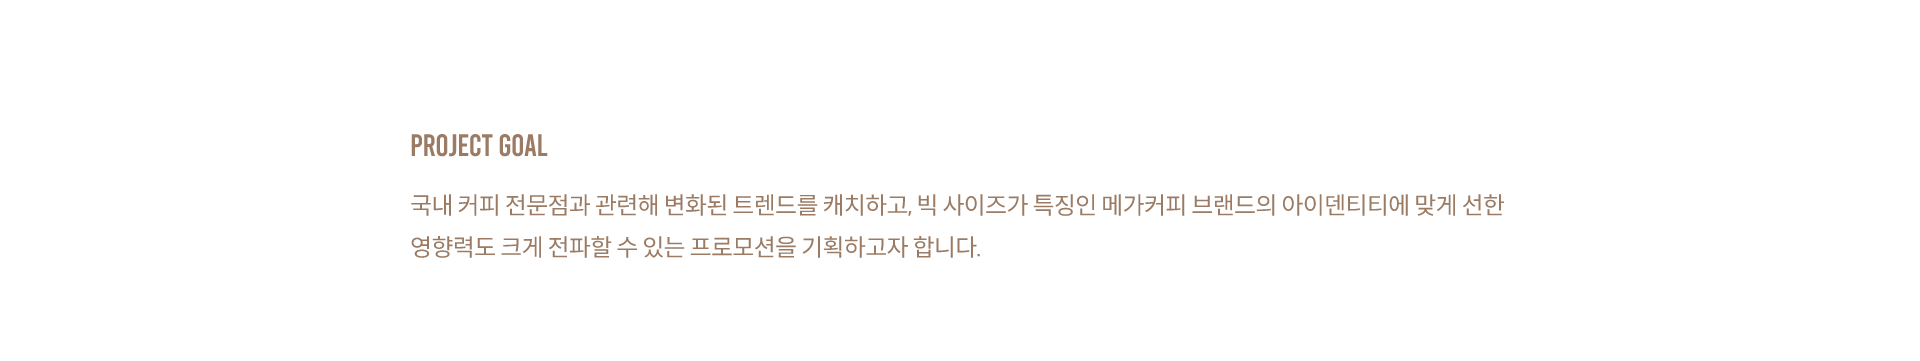 PROJECT GOAL
국내 커피 전문점과 관련해 변화된 트렌드를 캐치하고, 빅 사이즈가 특징인 메가커피 브랜드의 아이덴티티에 맞게 선한
영향력도 크게 전파할 수 있는 프로모션을 기획하고자 합니다.